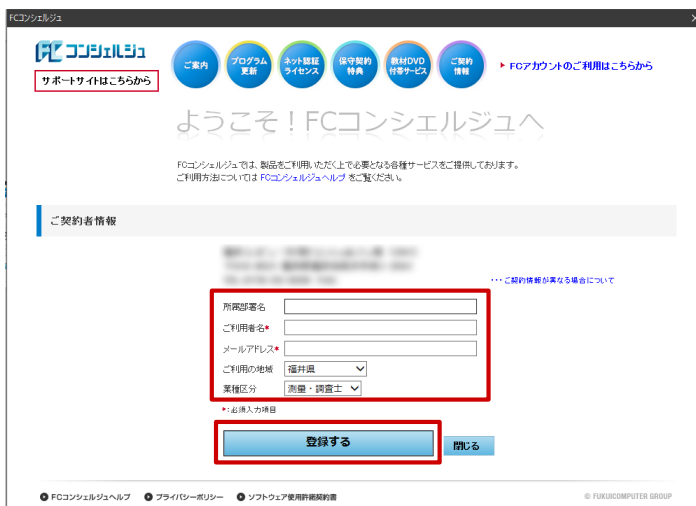 FCコンシェルジュ
FC コンシェルジュ
サポートサイトはこちらから
ご案内
プログラム
更新
ネット認証
ライセンス
保守契約
特典
教材DVD
付帯サービス
ご契約
情報
FCアカウントのご利用はこちらから
ようこそ!FCコンシェルジュへ
FCコンシェルジュでは、製品をご利用いただく上で必要となる各種サービスをご提供しております。
ご利用方法については FCコンシェルジュヘルプ をご覧ください。
ご契約者情報
・・・ご契約情報が異なる場合について
所属部署名
ご利用者名*
メールアドレス*
ご利用の地域 福井県
業種区分 測量・調査士
*:必須入力項目
登録する
閉じる
FCコンシェルジュヘルプ プライバシーポリシー ソフトウェア使用許諾契約書
© FUKUICOMPUTER GROUP